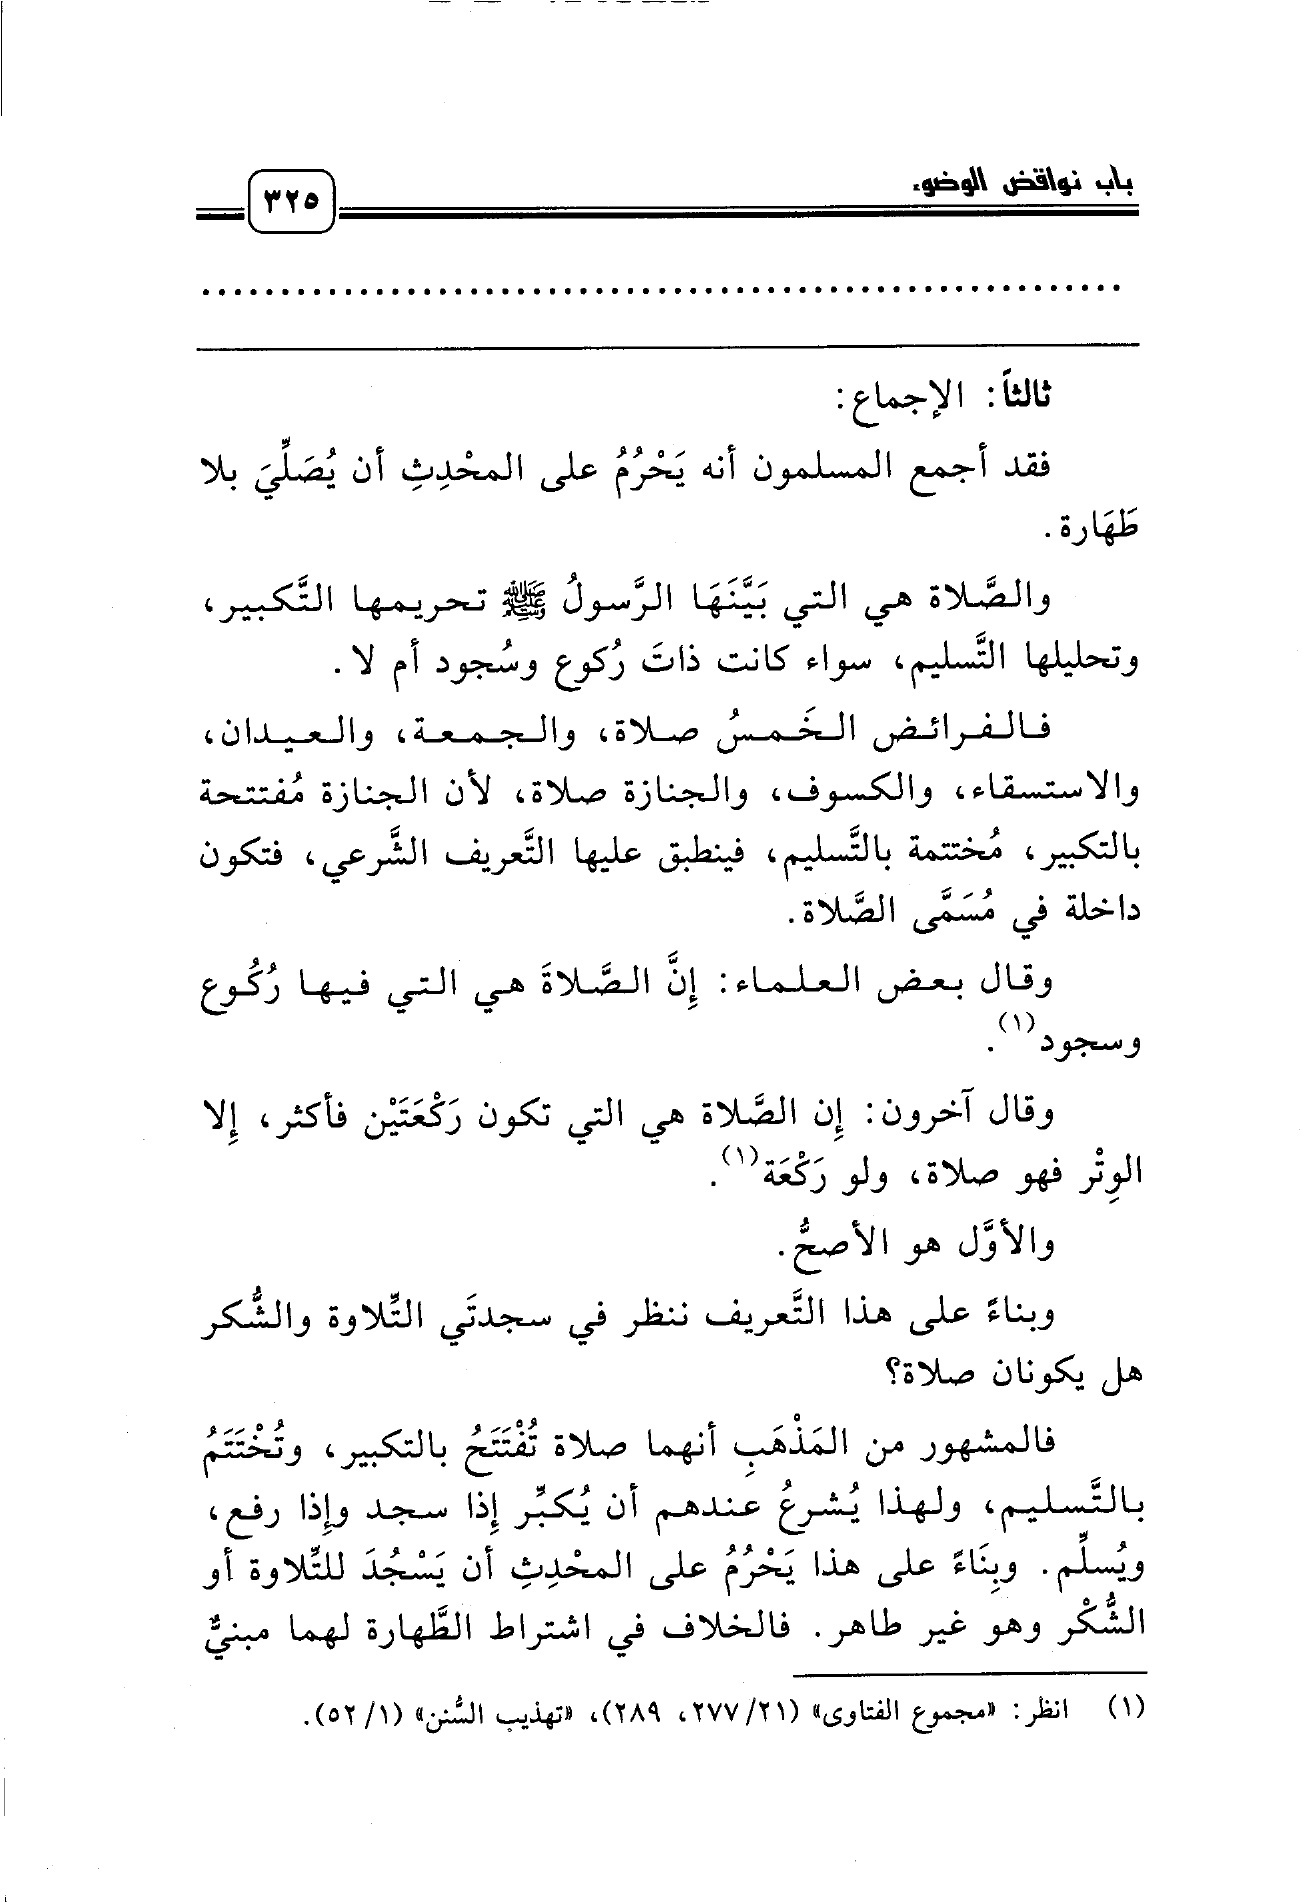 باب نواقض الوضوء
٣٢٥
ثالثاً: الإجماع:
فقد أجمع المسلمون أنه يَحْرُمُ على المحْدِثِ أن يُصَلِّيَ بلا
طَهَارة.
والصَّلاة هي التي بَيَّنَهَا الرَّسولُ ﷺ تحريمها التَّكبير،
وتحليلها التَّسليم، سواء كانت ذاتَ رُكوع وسُجود أم لا.
فالفرائض الخَمسُ صلاة، والجمعة، والعيدان،
والاستسقاء، والكسوف، والجنازة صلاة، لأن الجنازة مُفتتحة
بالتكبير، مُختتمة بالتَّسليم، فينطبق عليها التَّعريف الشَّرعي، فتكون
داخلة في مُسَمَّى الصَّلاة.
وقال بعض العلماء: إنَّ الصَّلاةَ هي التي فيها رُكُوع
وسجود(١).
وقال آخرون: إن الصَّلاة هي التي تكون رَكْعَتَيْن فأكثر، إلا
الوِتْر فهو صلاة، ولو رَكْعَة(١).
والأوَّل هو الأصحُّ.
وبناءً على هذا التَّعريف ننظر في سجدتَي التِّلاوة والشُّكر
هل يكونان صلاة؟
فالمشهور من المَذْهَبِ أنهما صلاة تُفْتَتَحُ بالتكبير، وتُخْتَتَمُ
بالتَّسليم، ولهذا يُشرعُ عندهم أن يُكبِّر إذا سجد وإذا رفع،
ويُسلِّم. وبِنَاءً على هذا يَحْرُمُ على المحْدِثِ أن يَسْجُدَ للتِّلاوة أو
الشُّكْر وهو غير طاهر. فالخلاف في اشتراط الطَّهارة لهما مبنيٌّ
(١) انظر: «مجموع الفتاوى» (٢٧٧/٢١، ٢٨٩)، «تهذيب السُّنن» (٥٢/١).